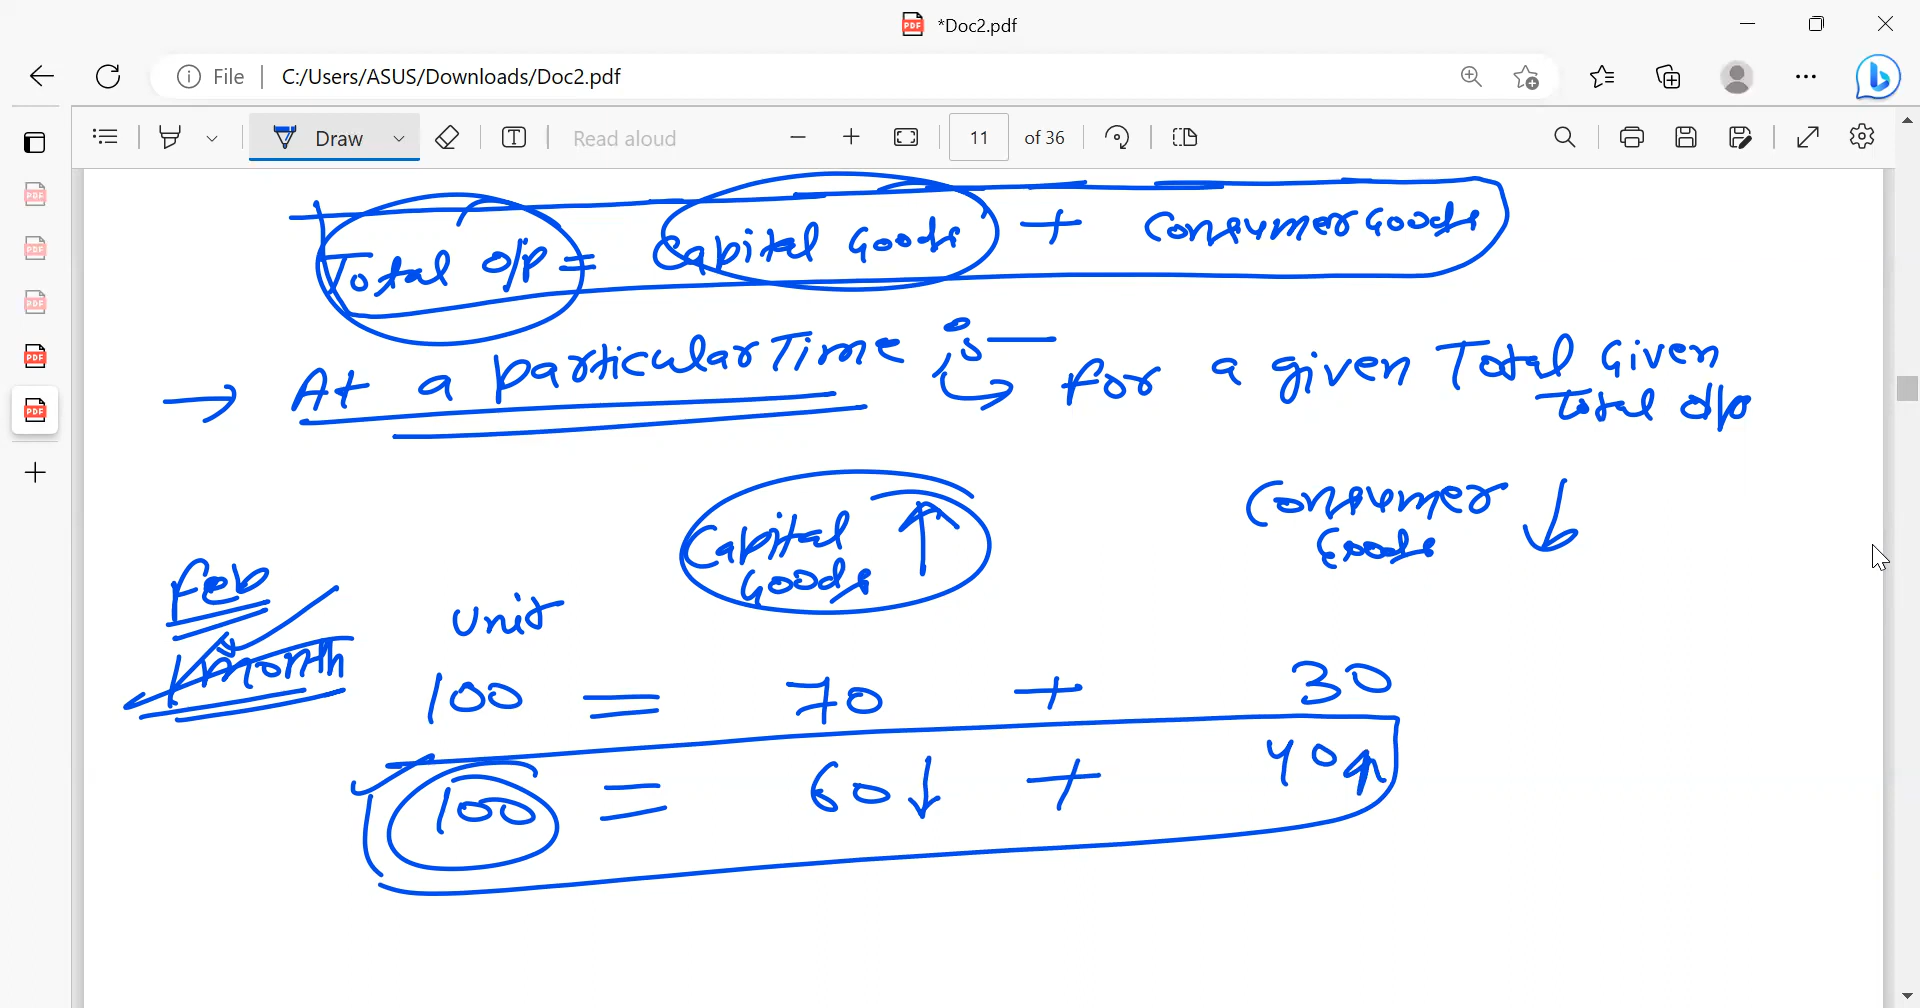 *Doc2.pdf
File C:/Users/ASUS/Downloads/Doc2.pdf
Draw Read aloud 11 of 36
Total o/p = Capital Goods + Consumer Goods
→ At a particular Time is — for a given Total Given
Total o/p
Capital Goods ↑ Consumer Goods ↓
Feb
1 month
Unit
100 = 70 + 30
100 = 60 ↓ + 40 ↑